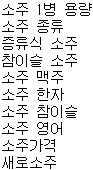 소주 1병 용량
소주 종류
증류식 소주
참이슬 소주
소주 맥주
소주 한자
소주 참이슬
소주 영어
소주가격
새로소주